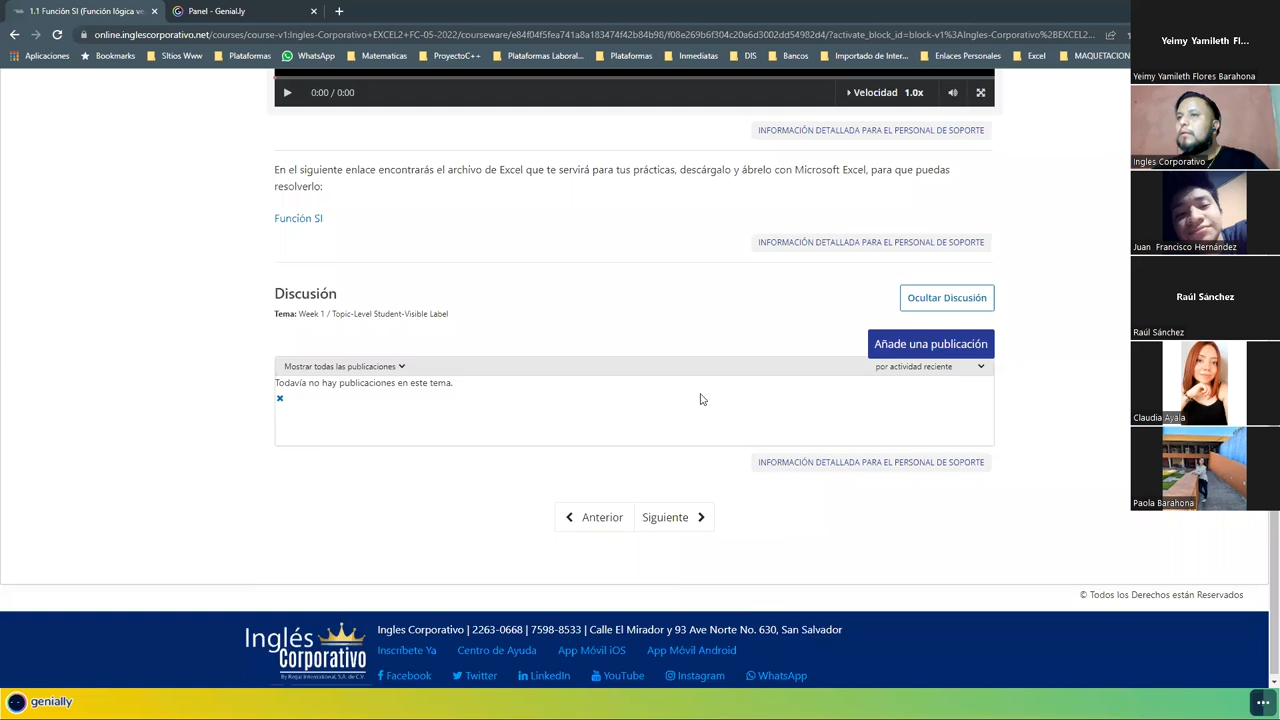 1.1 Función SI (Función lógica ve
Panel - Genial.ly
online.inglescorporativo.net/courses/course-v1:Ingles-Corporativo+EXCEL2+FC-05-2022/courseware/f84f05f65faea741a8a183474f42b84b98/f08e269b6f304c20a6d3002dd54982d4/?activate_block_id=block-v1%3AIngles-Corporativo%2BEXCEL2...
Aplicaciones
Bookmarks
SItios Www
Plataformas
WhatsApp
Matemáticas
ProyectoC++
Plataformas Laboral...
Plataformas
Inmediatas
DIS
Bancos
Importado de Inter...
Enlaces Personales
Excel
MAQUETACION
0:00 / 0:00
Velocidad 1.0x
INFORMACIÓN DETALLADA PARA EL PERSONAL DE SOPORTE
En el siguiente enlace encontrarás el archivo de Excel que te servirá para tus prácticas, descárgalo y ábrelo con Microsoft Excel, para que puedas
resolverlo:
Función SI
INFORMACIÓN DETALLADA PARA EL PERSONAL DE SOPORTE
Discusión
Ocultar Discusión
Tema: Week 1 / Topic-Level Student-Visible Label
Añade una publicación
Mostrar todas las publicaciones
por actividad reciente
Todavía no hay publicaciones en este tema.
INFORMACIÓN DETALLADA PARA EL PERSONAL DE SOPORTE
Anterior
Siguiente
© Todos los Derechos están Reservados
Inglés
Corporativo
By Regal International, S.A. de C.V.
Ingles Corporativo | 2263-0668 | 7598-8533 | Calle El Mirador y 93 Ave Norte No. 630, San Salvador
Inscríbete Ya
Centro de Ayuda
App Móvil iOS
App Móvil Android
Facebook
Twitter
LinkedIn
YouTube
Instagram
WhatsApp
genially
Yeimy Yamileth Fl...
Yeimy Yamileth Flores Barahona
Ingles Corporativo
Juan Francisco Hernández
Raúl Sánchez
Raúl Sánchez
Claudia Ayala
Paola Barahona